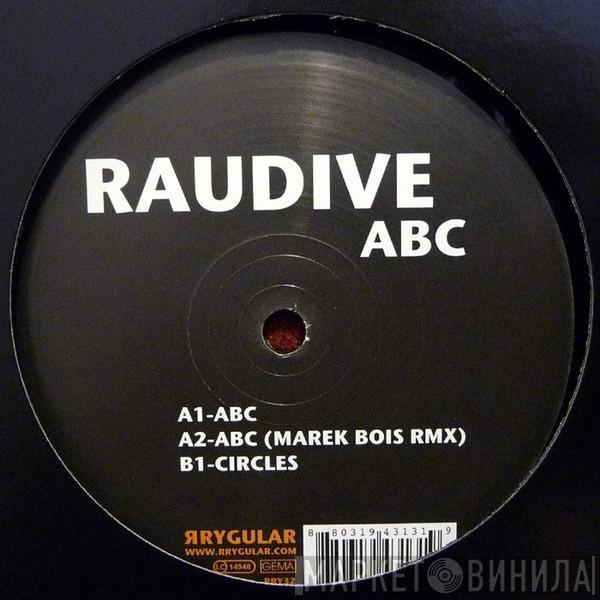 RAUDIVE
ABC
A1-ABC
A2-ABC (MAREK BOIS RMX)
B1-CIRCLES
ЯRYGULAR
WWW.RRYGULAR.COM
LC 14948 GEMA
RRY32
8 80319 43131 9
МАРКЕТ ВИНИЛА